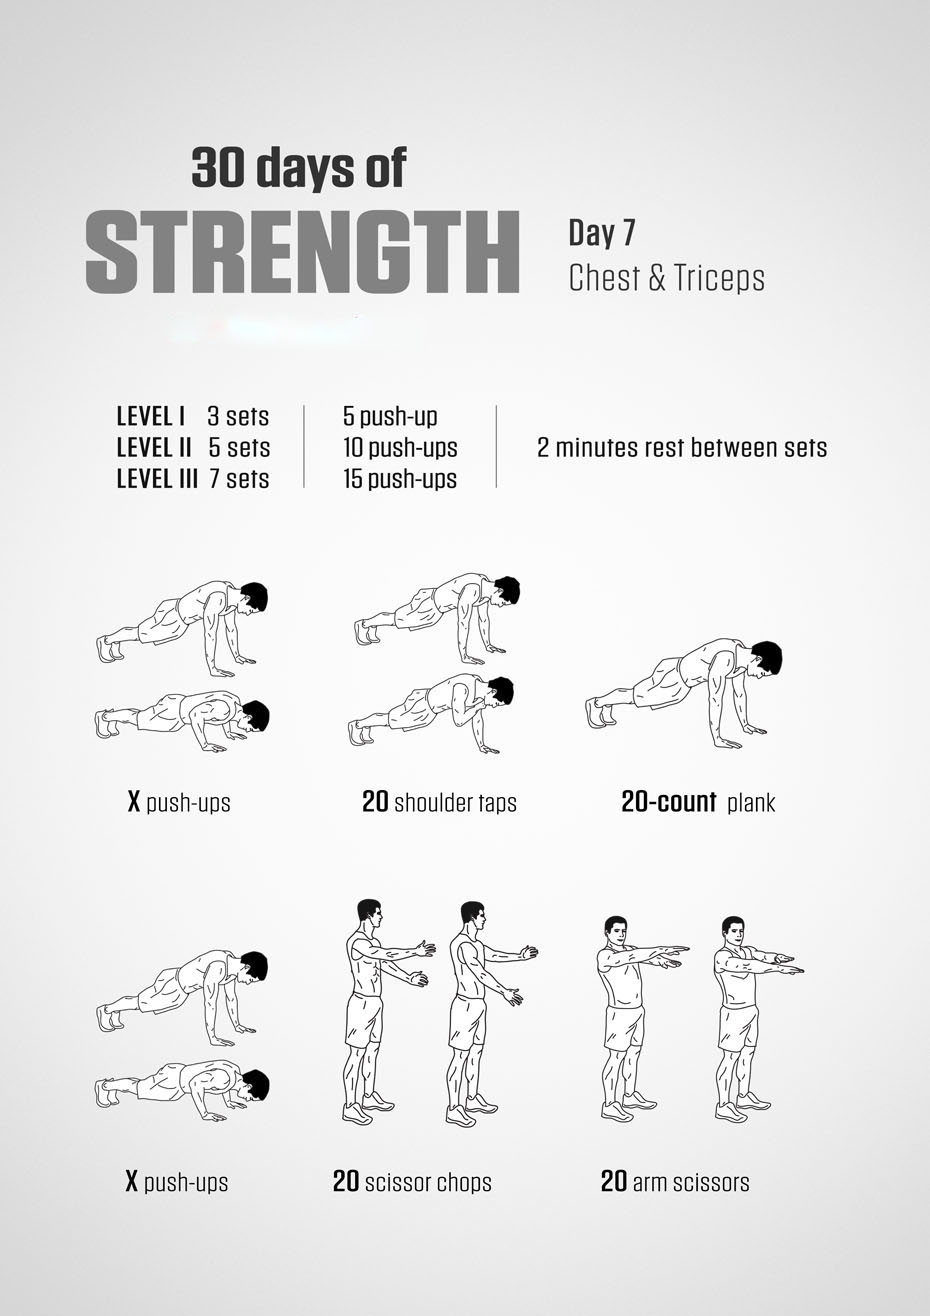 30 days of
STRENGTH
Day 7
Chest & Triceps
LEVEL I 3 sets
LEVEL II 5 sets
LEVEL III 7 sets
5 push-up
10 push-ups
15 push-ups
2 minutes rest between sets
X push-ups
20 shoulder taps
20-count plank
X push-ups
20 scissor chops
20 arm scissors